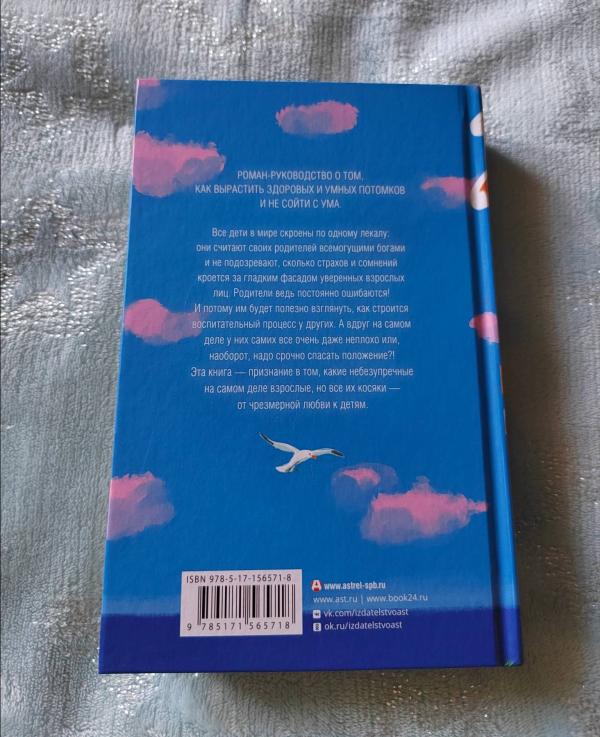 РОМАН-РУКОВОДСТВО О ТОМ,
КАК ВЫРАСТИТЬ ЗДОРОВЫХ И УМНЫХ ПОТОМКОВ
И НЕ СОЙТИ С УМА.
Все дети в мире скроены по одному лекалу:
они считают своих родителей всемогущими богами
и не подозревают, сколько страхов и сомнений
кроется за гладким фасадом уверенных взрослых
лиц. Родители ведь постоянно ошибаются!
И потому им будет полезно взглянуть, как строится
воспитательный процесс у других. А вдруг на самом
деле у них самих все очень даже неплохо или,
наоборот, надо срочно спасать положение?!
Эта книга — признание в том, какие небезупречные
на самом деле взрослые, но все их косяки —
от чрезмерной любви к детям.
ISBN 978-5-17-156571-8
9 785171 565718
www.astrel-spb.ru
www.ast.ru | www.book24.ru
vk.com/izdatelstvoast
ok.ru/izdatelstvoast